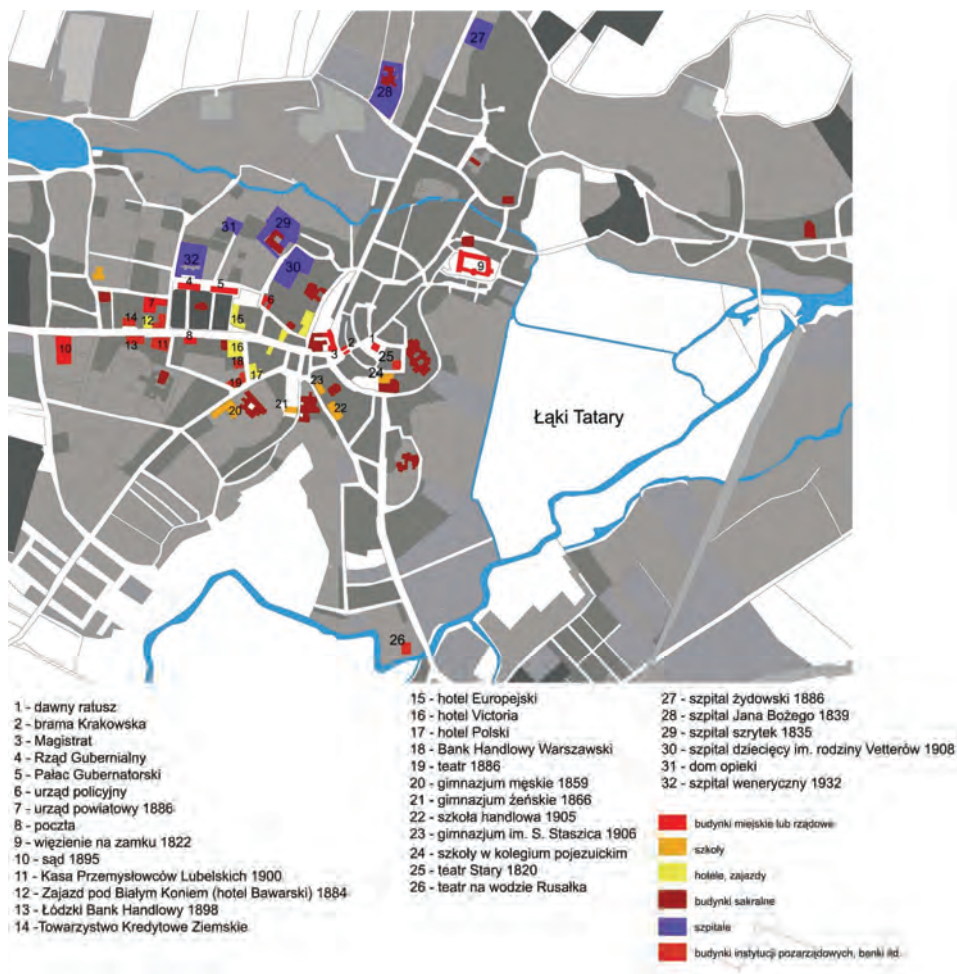 27
28
31
29
32
30
9
4
5
6
7
14
12
15
1
2
10
13
11
8
16
3
25
18
17
24
19
23
20
21
22
Łąki Tatary
26
1 - dawny ratusz
2 - brama Krakowska
3 - Magistrat
4 - Rząd Gubernialny
5 - Pałac Gubernatorski
6 - urząd policyjny
7 - urząd powiatowy 1886
8 - poczta
9 - więzienie na zamku 1822
10 - sąd 1895
11 - Kasa Przemysłowców Lubelskich 1900
12 - Zajazd pod Białym Koniem (hotel Bawarski) 1884
13 - Łódzki Bank Handlowy 1898
14 -Towarzystwo Kredytowe Ziemskie
15 - hotel Europejski
16 - hotel Victoria
17 - hotel Polski
18 - Bank Handlowy Warszawski
19 - teatr 1886
20 - gimnazjum męskie 1859
21 - gimnazjum żeńskie 1866
22 - szkoła handlowa 1905
23 - gimnazjum im. S. Staszica 1906
24 - szkoły w kolegium pojezuickim
25 - teatr Stary 1820
26 - teatr na wodzie Rusałka
27 - szpital żydowski 1886
28 - szpital Jana Bożego 1839
29 - szpital szrytek 1835
30 - szpital dziecięcy im. rodziny Vetterów 1908
31 - dom opieki
32 - szpital weneryczny 1932
budynki miejskie lub rządowe
szkoły
hotele, zajazdy
budynki sakralne
szpitale
budynki instytucji pozarządowych, banki itd.